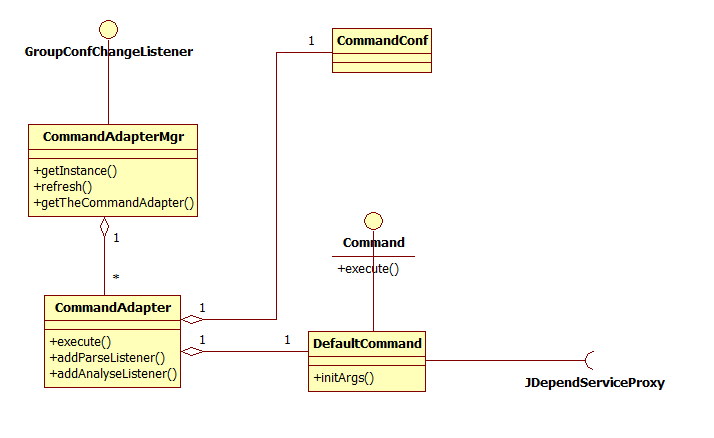 GroupConfChangeListener
1
CommandConf
CommandAdapterMgr
+getInstance()
+refresh()
+getTheCommandAdapter()
1
*
Command
+execute()
CommandAdapter
+execute()
+addParseListener()
+addAnalyseListener()
1
1
1
DefaultCommand
+initArgs()
JDependServiceProxy